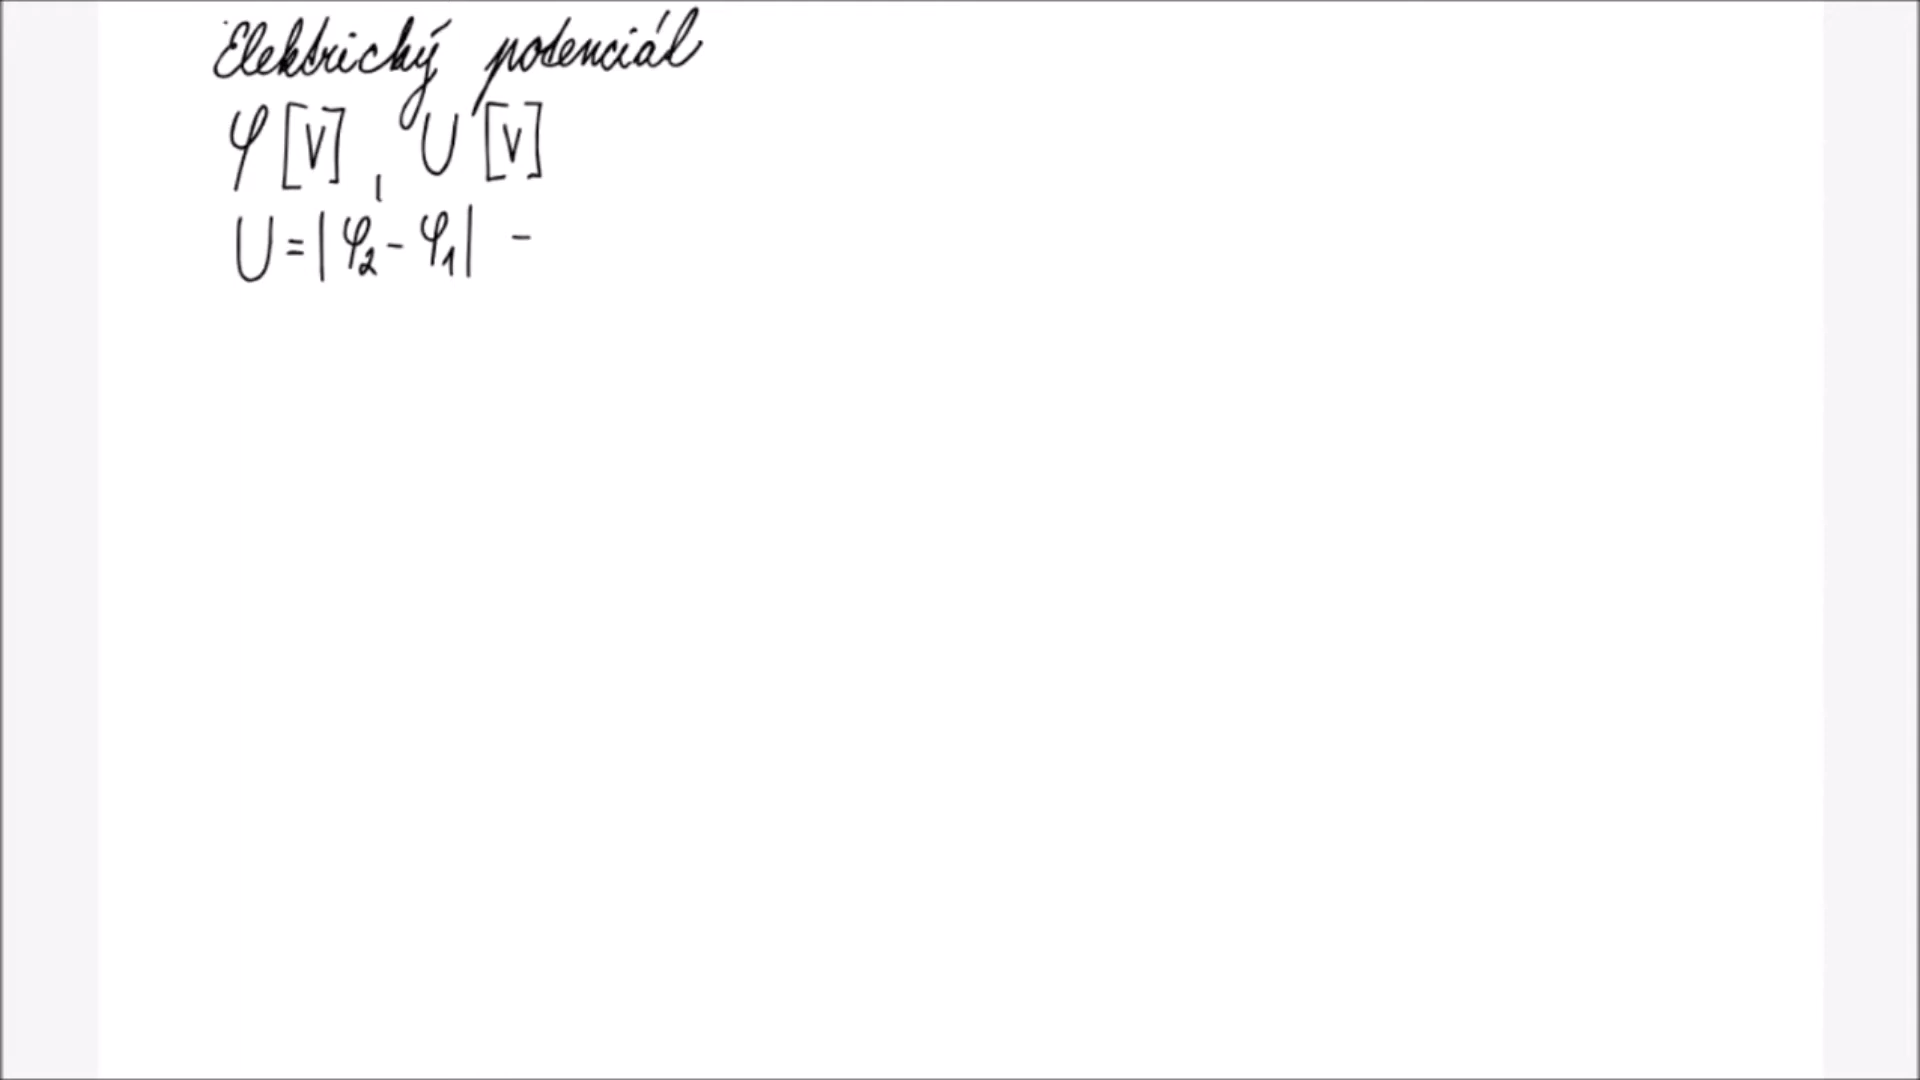 Elektrický potenciál
φ [V], U [V]
U = |φ₂ - φ₁| -